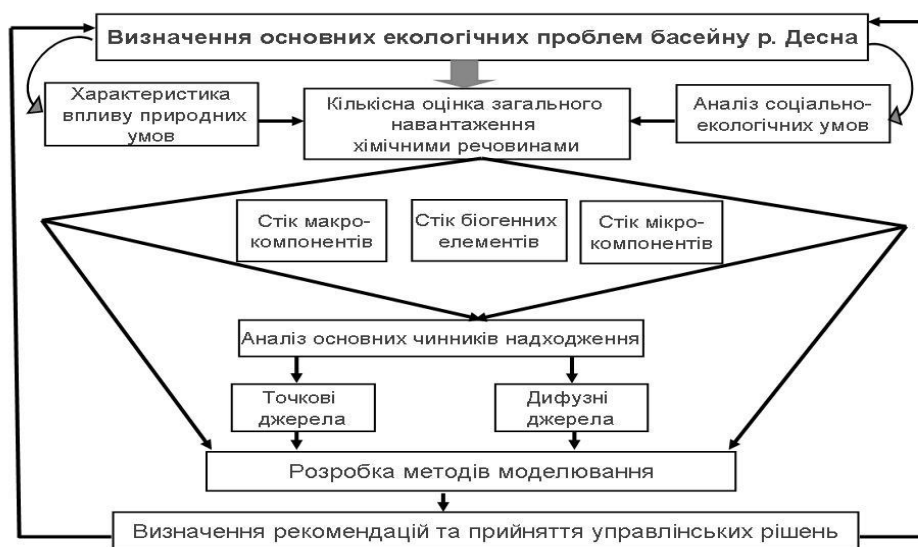 Визначення основних екологічних проблем басейну р. Десна
Характеристика
впливу природних
умов
Кількісна оцінка загального
навантаження
хімічними речовинами
Аналіз соціально-
екологічних умов
Стік макро-
компонентів
Стік біогенних
елементів
Стік мікро-
компонентів
Аналіз основних чинників надходження
Точкові
джерела
Дифузні
джерела
Розробка методів моделювання
Визначення рекомендацій та прийняття управлінських рішень